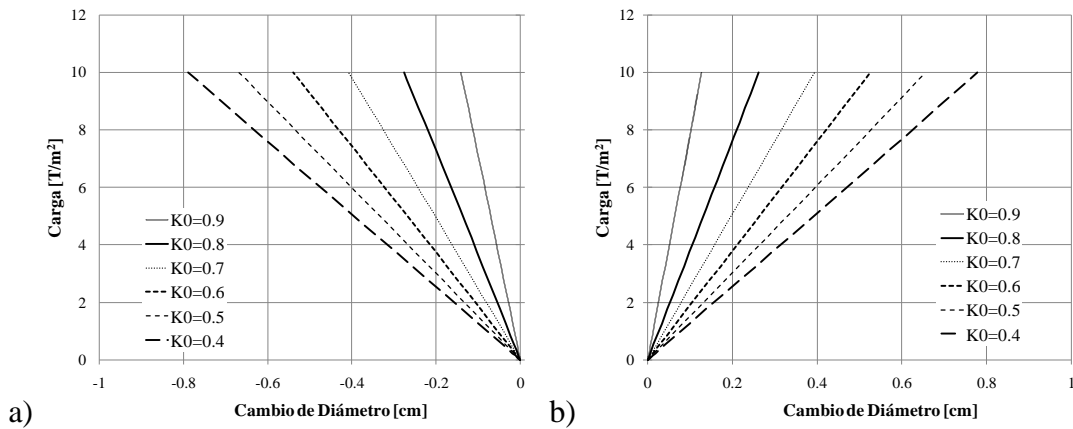 12
10
8
6
4
2
0
Carga [T/m²]
K0=0.9
K0=0.8
K0=0.7
K0=0.6
K0=0.5
K0=0.4
-1 -0.8 -0.6 -0.4 -0.2 0
Cambio de Diámetro [cm]
a)
12
10
8
6
4
2
0
Carga [T/m²]
K0=0.9
K0=0.8
K0=0.7
K0=0.6
K0=0.5
K0=0.4
0 0.2 0.4 0.6 0.8 1
Cambio de Diámetro [cm]
b)